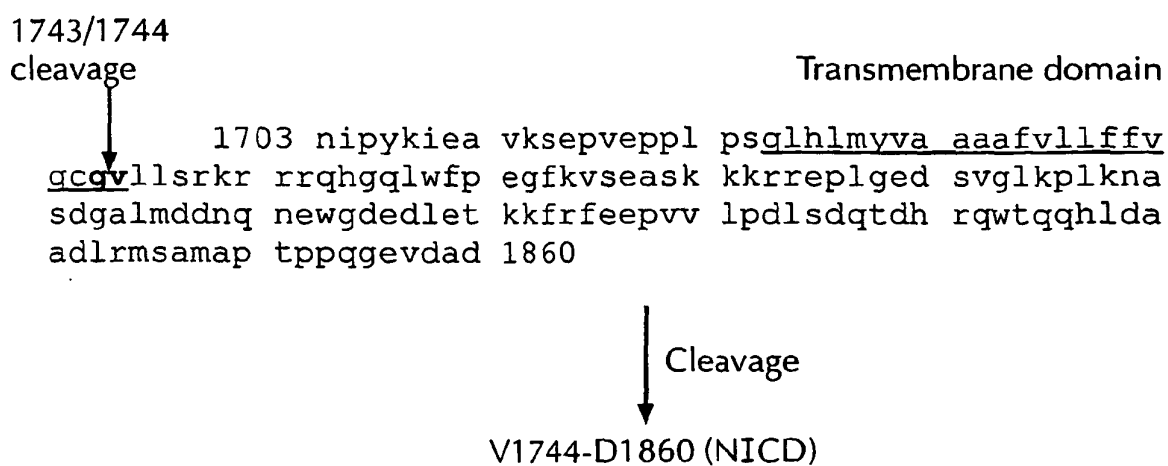 1743/1744
cleavage
Transmembrane domain
1703 nipykiea vksepveppl psqlhlmyva aaafvllffv
gcgvllsrkr rrqhgqlwfp egfkvseask kkrreplged svglkplkna
sdgalmddnq newgdedlet kkfrfeepvv lpdlsdqtdh rqwtqqhlda
adlrmsamap tppqgevdad 1860
Cleavage
V1744-D1860 (NICD)